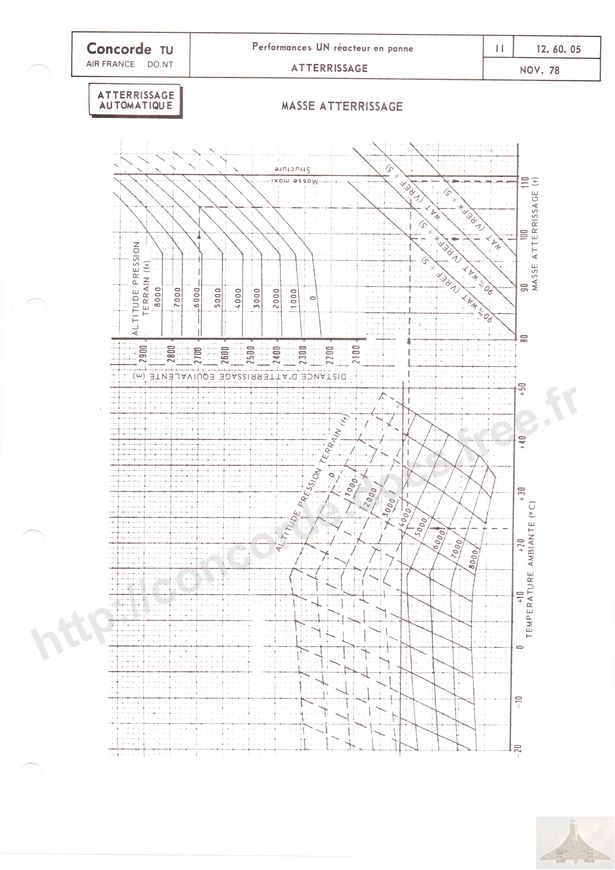 Concorde TU
AIR FRANCE DO.NT
Performances UN réacteur en panne
ATTERRISSAGE
11
12. 60. 05
NOV. 78
ATTERRISSAGE
AUTOMATIQUE
MASSE ATTERRISSAGE
Masse maxi
Structure
ALTITUDE PRESSION
TERRAIN (ft)
8000
7000
6000
5000
4000
3000
2000
1000
0
2900
2800
2700
2600
2500
2400
2300
2200
2100
DISTANCE D'ATTERRISSAGE EQUIVALENTE (m)
WAT (VREF + 5)
WAT (VREF + 5)
90% WAT (VREF + 5)
90% WAT (VREF + 5)
110
100
90
80
MASSE ATTERRISSAGE (t)
ALTITUDE PRESSION TERRAIN (ft)
0
1000
2000
3000
4000
5000
6000
7000
8000
+50
+40
+30
+20
+10
0
-10
-20
TEMPERATURE AMBIANTE (°C)
http://concorde.docs.free.fr